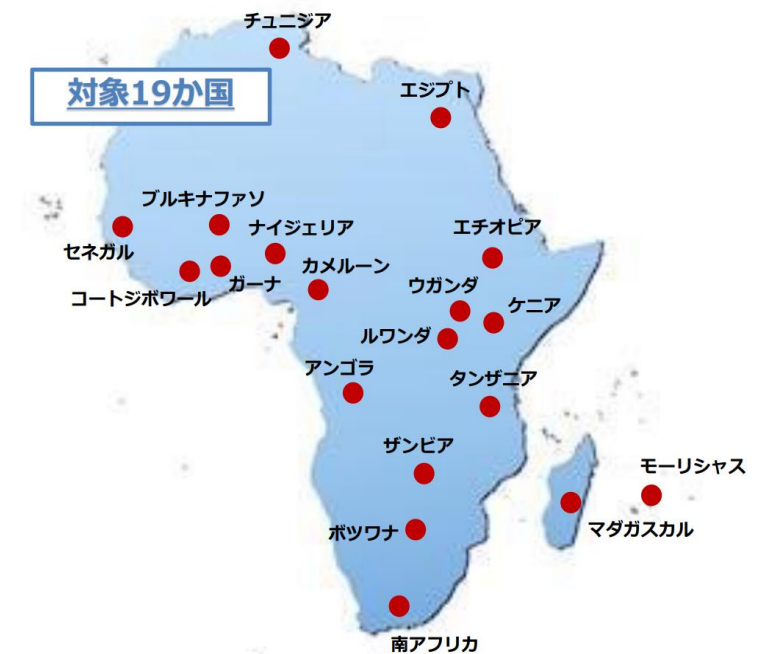 チュニジア
対象19か国
エジプト
ブルキナファソ
ナイジェリア
エチオピア
セネガル
カメルーン
ガーナ
コートジボワール
ウガンダ
ケニア
ルワンダ
アンゴラ
タンザニア
ザンビア
モーリシャス
ボツワナ
マダガスカル
南アフリカ